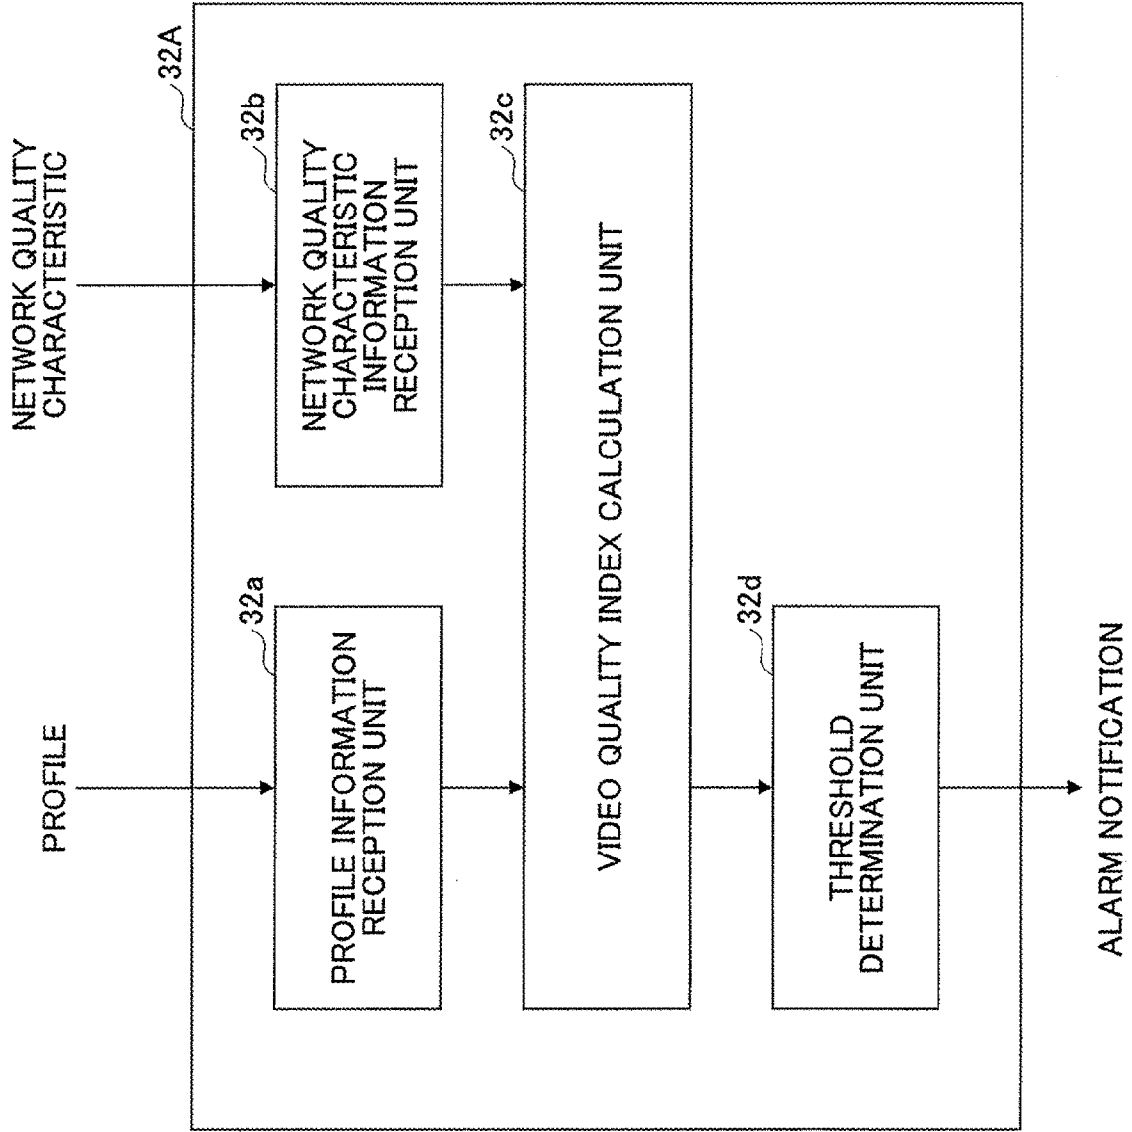 PROFILE
NETWORK QUALITY
CHARACTERISTIC
32A
32a
PROFILE INFORMATION
RECEPTION UNIT
32b
NETWORK QUALITY
CHARACTERISTIC
INFORMATION
RECEPTION UNIT
32c
VIDEO QUALITY INDEX CALCULATION UNIT
32d
THRESHOLD
DETERMINATION UNIT
ALARM NOTIFICATION